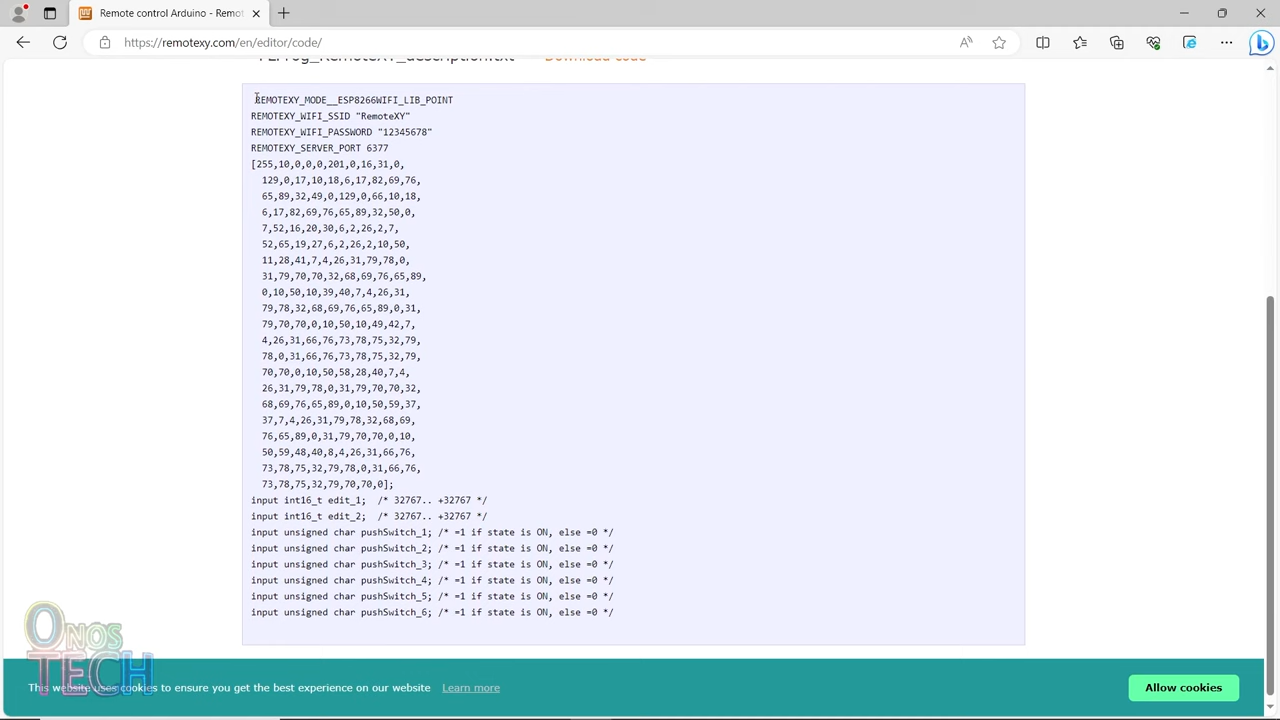 Remote control Arduino - Remot
https://remotexy.com/en/editor/code/
FLProg_RemoteXY_description.txt Download code
REMOTEXY_MODE__ESP8266WIFI_LIB_POINT
REMOTEXY_WIFI_SSID "RemoteXY"
REMOTEXY_WIFI_PASSWORD "12345678"
REMOTEXY_SERVER_PORT 6377
[255,10,0,0,0,201,0,16,31,0,
129,0,17,10,18,6,17,82,69,76,
65,89,32,49,0,129,0,66,10,18,
6,17,82,69,76,65,89,32,50,0,
7,52,16,20,30,6,2,26,2,7,
52,65,19,27,6,2,26,2,10,50,
11,28,41,7,4,26,31,79,78,0,
31,79,70,70,32,68,69,76,65,89,
0,10,50,10,39,40,7,4,26,31,
79,78,32,68,69,76,65,89,0,31,
79,70,70,0,10,50,10,49,42,7,
4,26,31,66,76,73,78,75,32,79,
78,0,31,66,76,73,78,75,32,79,
70,70,0,10,50,58,28,40,7,4,
26,31,79,78,0,31,79,70,70,32,
68,69,76,65,89,0,10,50,59,37,
37,7,4,26,31,79,78,32,68,69,
76,65,89,0,31,79,70,70,0,10,
50,59,48,40,8,4,26,31,66,76,
73,78,75,32,79,78,0,31,66,76,
73,78,75,32,79,70,70,0];
input int16_t edit_1;  /* 32767.. +32767 */
input int16_t edit_2;  /* 32767.. +32767 */
input unsigned char pushSwitch_1; /* =1 if state is ON, else =0 */
input unsigned char pushSwitch_2; /* =1 if state is ON, else =0 */
input unsigned char pushSwitch_3; /* =1 if state is ON, else =0 */
input unsigned char pushSwitch_4; /* =1 if state is ON, else =0 */
input unsigned char pushSwitch_5; /* =1 if state is ON, else =0 */
input unsigned char pushSwitch_6; /* =1 if state is ON, else =0 */
ONOS
TECH
This website uses cookies to ensure you get the best experience on our website Learn more
Allow cookies